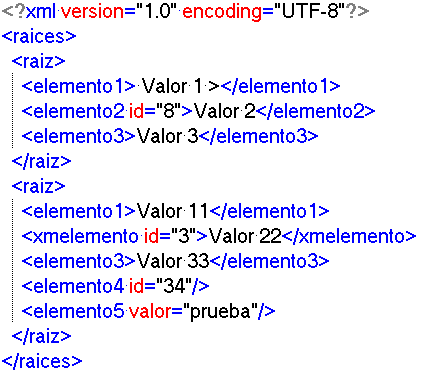 <?xml version="1.0" encoding="UTF-8"?>
<raices>
<raiz>
<elemento1> Valor 1 ></elemento1>
<elemento2 id="8">Valor 2</elemento2>
<elemento3>Valor 3</elemento3>
</raiz>
<raiz>
<elemento1>Valor 11</elemento1>
<xmelemento id="3">Valor 22</xmelemento>
<elemento3>Valor 33</elemento3>
<elemento4 id="34"/>
<elemento5 valor="prueba"/>
</raiz>
</raices>